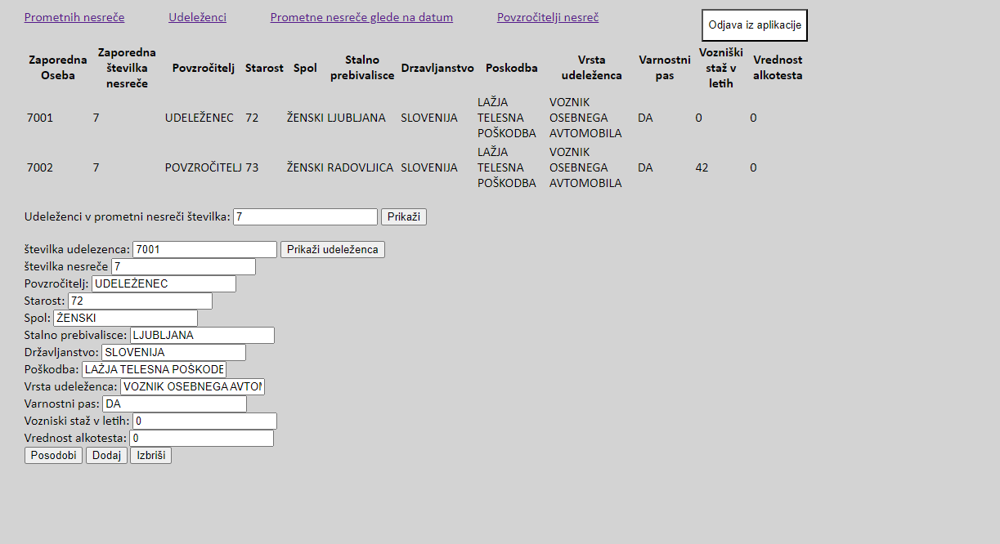 Prometnih nesreče Udeleženci Prometne nesreče glede na datum Povzročitelji nesreč Odjava iz aplikacije
Zaporedna Oseba Zaporedna številka nesreče Povzročitelj Starost Spol Stalno prebivalisce Drzavljanstvo Poskodba Vrsta udeleženca Varnostni pas Vozniški staž v letih Vrednost alkotesta
7001 7 UDELEŽENEC 72 ŽENSKI LJUBLJANA SLOVENIJA LAŽJA TELESNA POŠKODBA VOZNIK OSEBNEGA AVTOMOBILA DA 0 0
7002 7 POVZROČITELJ 73 ŽENSKI RADOVLJICA SLOVENIJA LAŽJA TELESNA POŠKODBA VOZNIK OSEBNEGA AVTOMOBILA DA 42 0
Udeleženci v prometni nesreči številka: 7 Prikaži
številka udelezenca: 7001 Prikaži udeleženca
številka nesreče 7
Povzročitelj: UDELEŽENEC
Starost: 72
Spol: ŽENSKI
Stalno prebivalisce: LJUBLJANA
Državljanstvo: SLOVENIJA
Poškodba: LAŽJA TELESNA POŠKODB
Vrsta udeleženca: VOZNIK OSEBNEGA AVTOM
Varnostni pas: DA
Vozniski staž v letih: 0
Vrednost alkotesta: 0
Posodobi Dodaj Izbriši